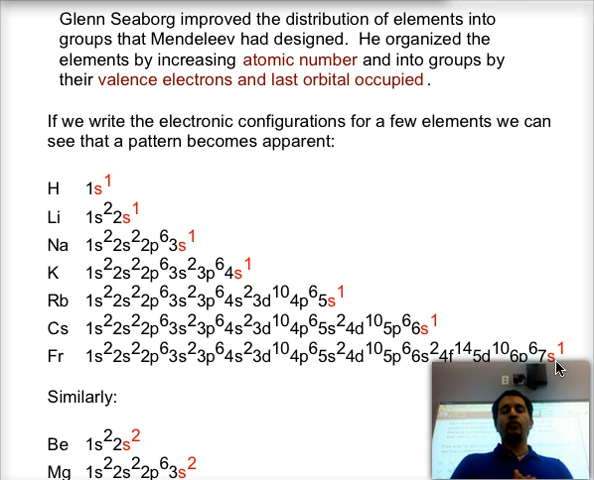 Glenn Seaborg improved the distribution of elements into
groups that Mendeleev had designed. He organized the
elements by increasing atomic number and into groups by
their valence electrons and last orbital occupied.
If we write the electronic configurations for a few elements we can
see that a pattern becomes apparent:
H 1s¹
Li 1s²2s¹
Na 1s²2s²2p⁶3s¹
K 1s²2s²2p⁶3s²3p⁶4s¹
Rb 1s²2s²2p⁶3s²3p⁶4s²3d¹⁰4p⁶5s¹
Cs 1s²2s²2p⁶3s²3p⁶4s²3d¹⁰4p⁶5s²4d¹⁰5p⁶6s¹
Fr 1s²2s²2p⁶3s²3p⁶4s²3d¹⁰4p⁶5s²4d¹⁰5p⁶6s²4f¹⁴5d¹⁰6p⁶7s¹
Similarly:
Be 1s²2s²
Mg 1s²2s²2p⁶3s²